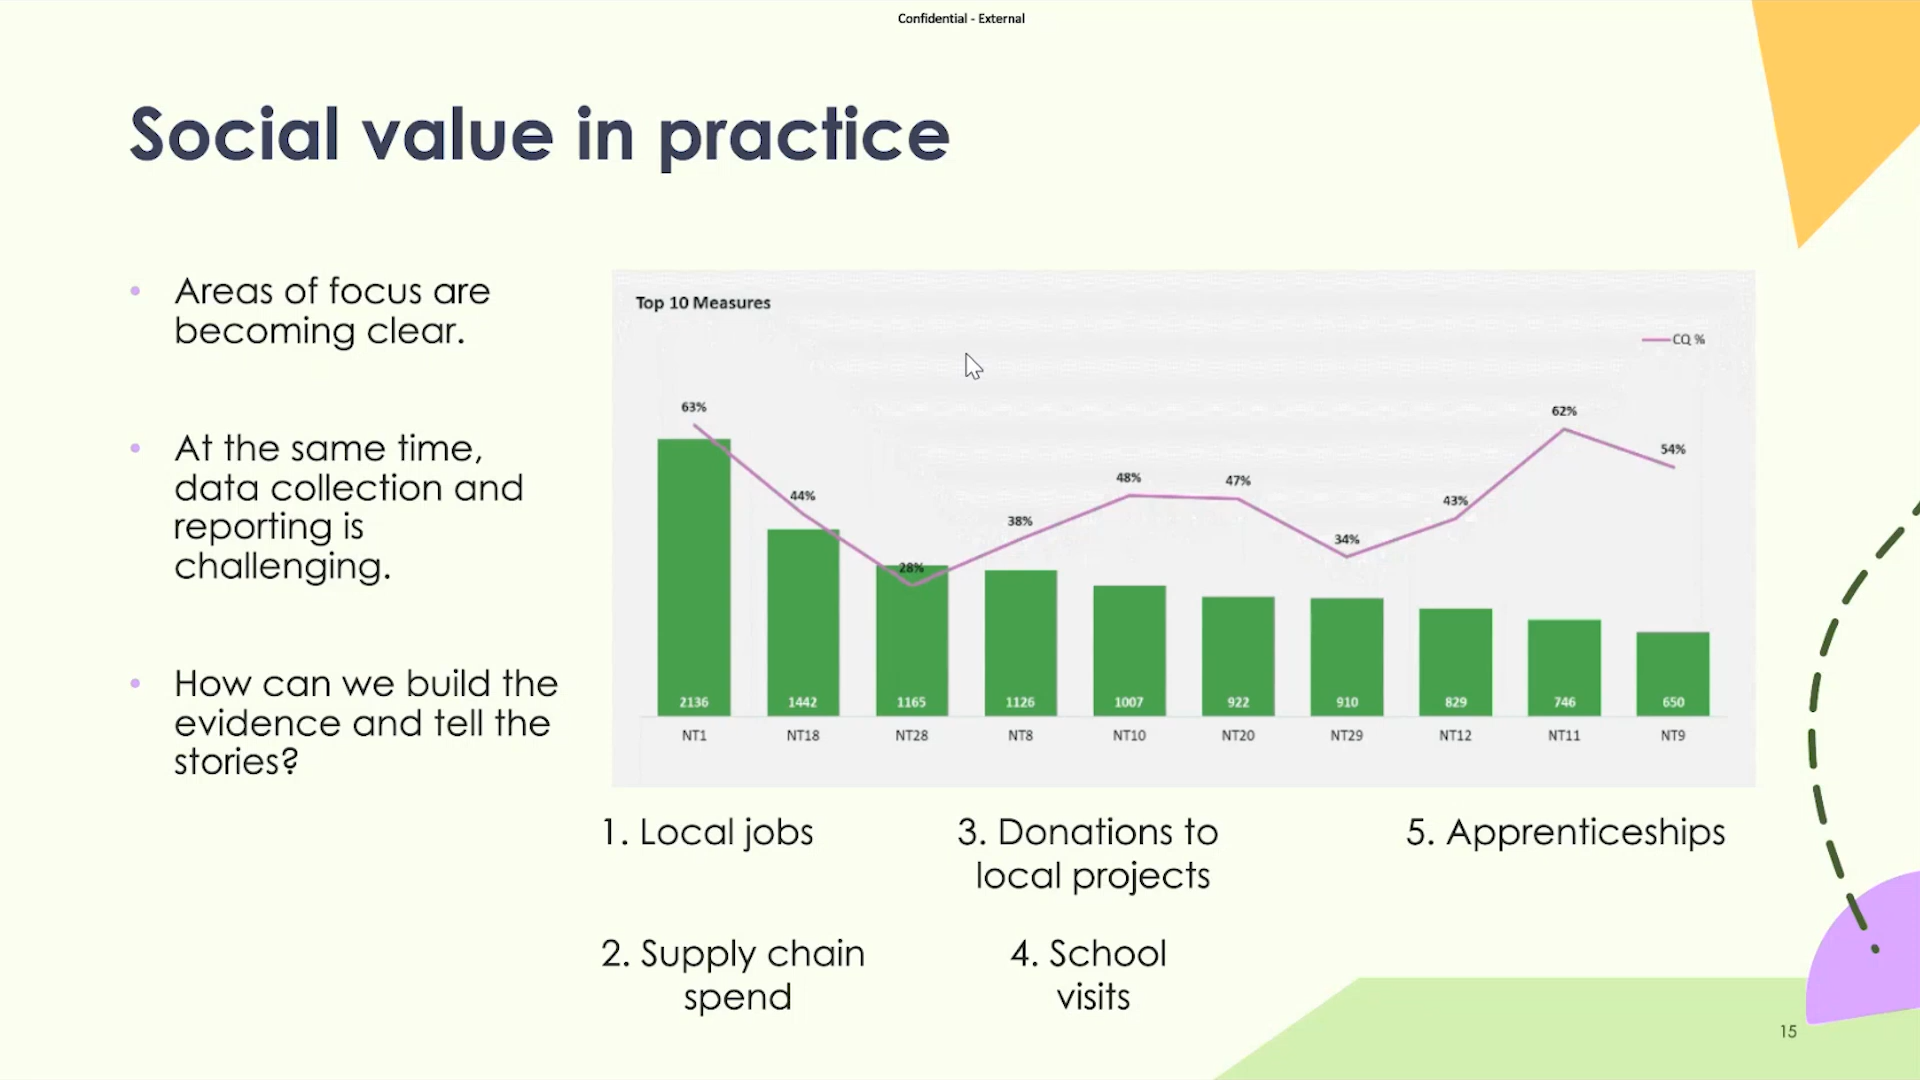 Confidential - External
Social value in practice
• Areas of focus are
becoming clear.
• At the same time,
data collection and
reporting is
challenging.
• How can we build the
evidence and tell the
stories?
Top 10 Measures
CQ %
63%
44%
28%
38%
48%
47%
34%
43%
62%
54%
2136
1442
1165
1126
1007
922
910
829
746
650
NT1
NT18
NT28
NT8
NT10
NT20
NT29
NT12
NT11
NT9
1. Local jobs
2. Supply chain
spend
3. Donations to
local projects
4. School
visits
5. Apprenticeships
15